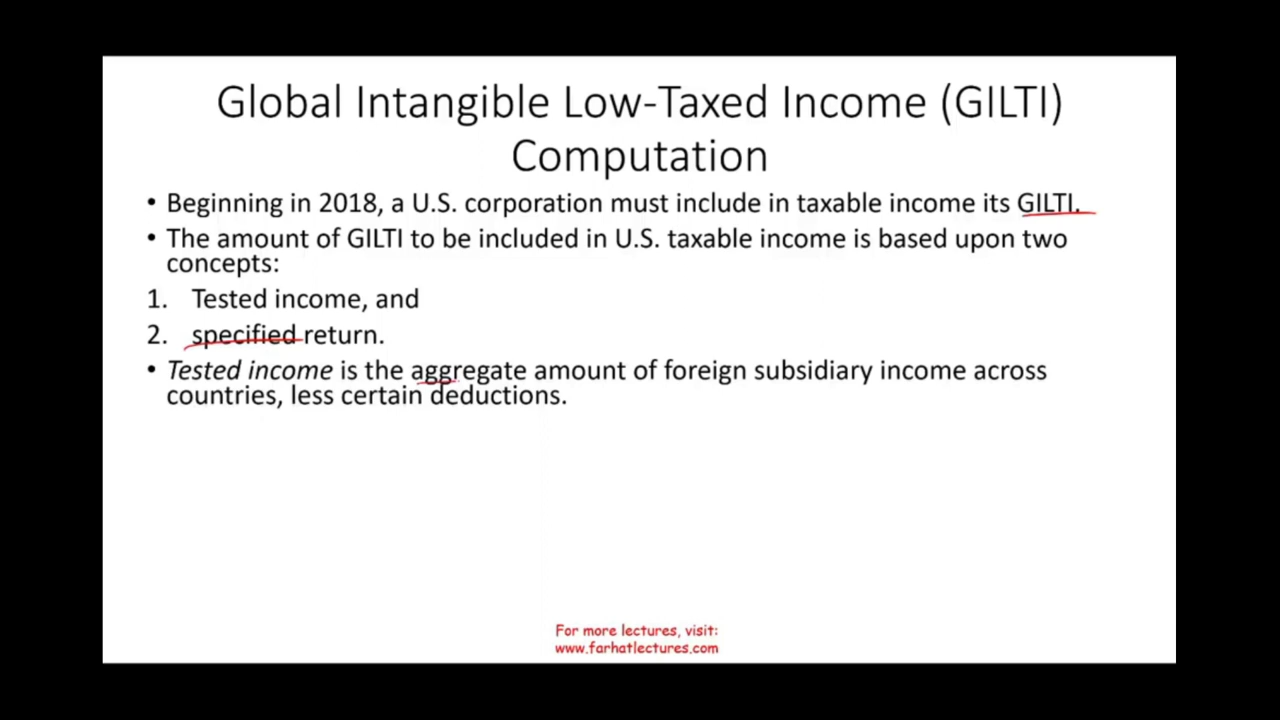 Global Intangible Low-Taxed Income (GILTI)
Computation
• Beginning in 2018, a U.S. corporation must include in taxable income its GILTI.
• The amount of GILTI to be included in U.S. taxable income is based upon two
concepts:
1. Tested income, and
2. specified return.
• Tested income is the aggregate amount of foreign subsidiary income across
countries, less certain deductions.
For more lectures, visit:
www.farhatlectures.com